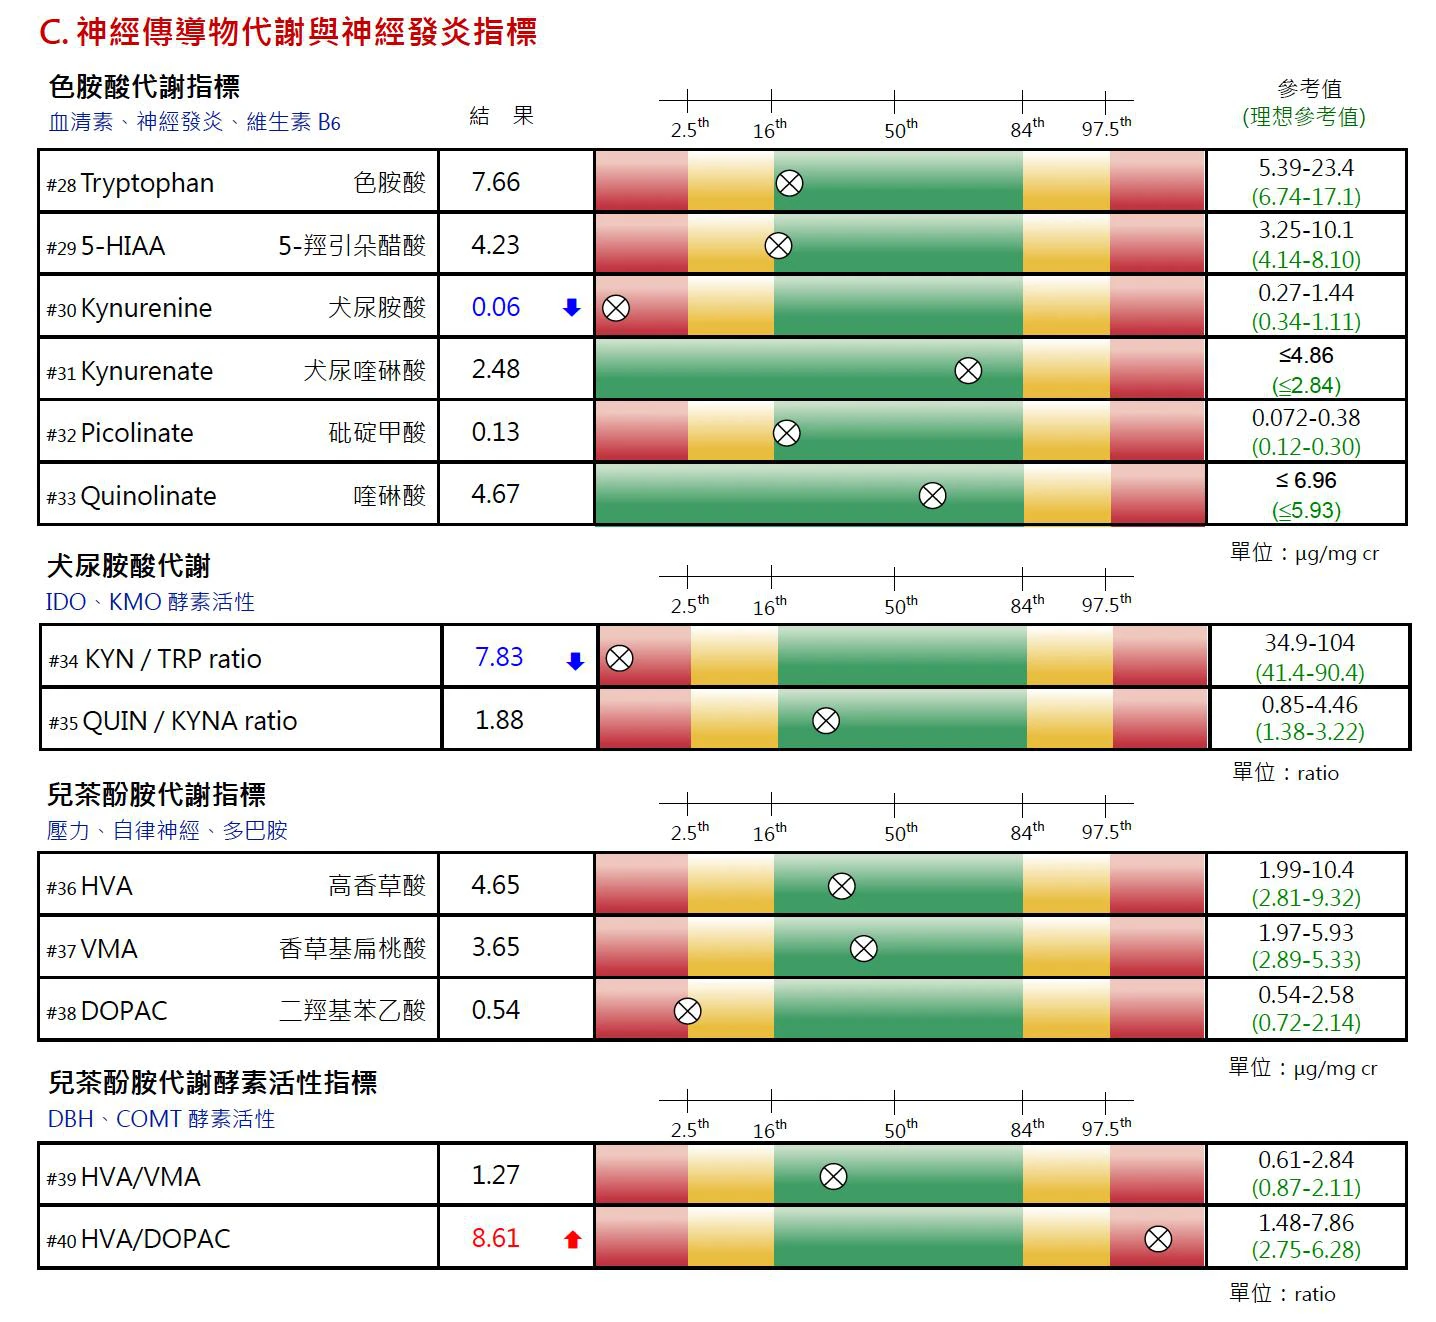 C. 神經傳導物代謝與神經發炎指標
色胺酸代謝指標
血清素、神經發炎、維生素 B6
結 果
2.5th 16th 50th 84th 97.5th
參考值
(理想參考值)
#28 Tryptophan 色胺酸 7.66 5.39-23.4
(6.74-17.1)
#29 5-HIAA 5-羥引朵醋酸 4.23 3.25-10.1
(4.14-8.10)
#30 Kynurenine 犬尿胺酸 0.06 0.27-1.44
(0.34-1.11)
#31 Kynurenate 犬尿喹啉酸 2.48 ≤4.86
(≦2.84)
#32 Picolinate 砒碇甲酸 0.13 0.072-0.38
(0.12-0.30)
#33 Quinolinate 喹啉酸 4.67 ≤ 6.96
(≦5.93)
單位：μg/mg cr
犬尿胺酸代謝
IDO、KMO 酵素活性
2.5th 16th 50th 84th 97.5th
#34 KYN / TRP ratio 7.83 34.9-104
(41.4-90.4)
#35 QUIN / KYNA ratio 1.88 0.85-4.46
(1.38-3.22)
單位：ratio
兒茶酚胺代謝指標
壓力、自律神經、多巴胺
2.5th 16th 50th 84th 97.5th
#36 HVA 高香草酸 4.65 1.99-10.4
(2.81-9.32)
#37 VMA 香草基扁桃酸 3.65 1.97-5.93
(2.89-5.33)
#38 DOPAC 二羥基苯乙酸 0.54 0.54-2.58
(0.72-2.14)
單位：μg/mg cr
兒茶酚胺代謝酵素活性指標
DBH、COMT 酵素活性
2.5th 16th 50th 84th 97.5th
#39 HVA/VMA 1.27 0.61-2.84
(0.87-2.11)
#40 HVA/DOPAC 8.61 1.48-7.86
(2.75-6.28)
單位：ratio